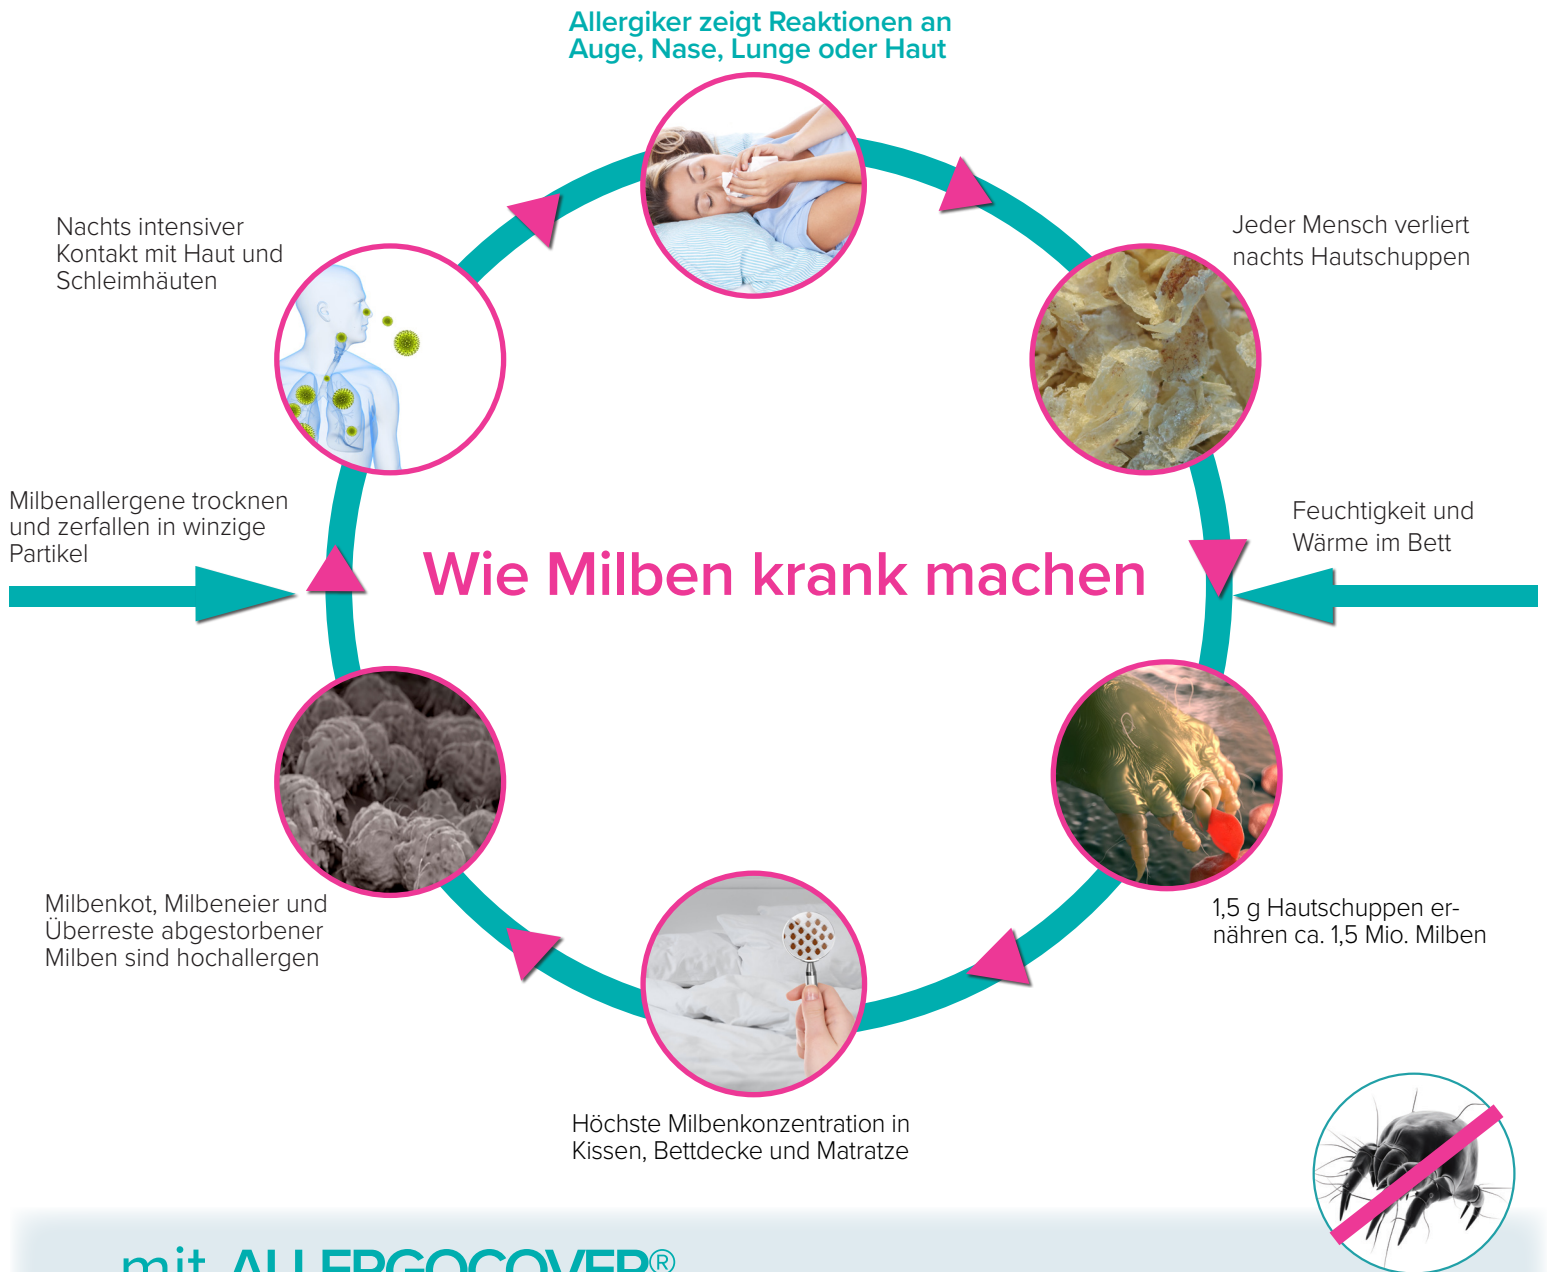 Allergiker zeigt Reaktionen an
Auge, Nase, Lunge oder Haut
Nachts intensiver
Kontakt mit Haut und
Schleimhäuten
Jeder Mensch verliert
nachts Hautschuppen
Milbenallergene trocknen
und zerfallen in winzige
Partikel
Feuchtigkeit und
Wärme im Bett
Wie Milben krank machen
Milbenkot, Milbeneier und
Überreste abgestorbener
Milben sind hochallergen
1,5 g Hautschuppen er-
nähren ca. 1,5 Mio. Milben
Höchste Milbenkonzentration in
Kissen, Bettdecke und Matratze
mit ALLERGOCOVER®